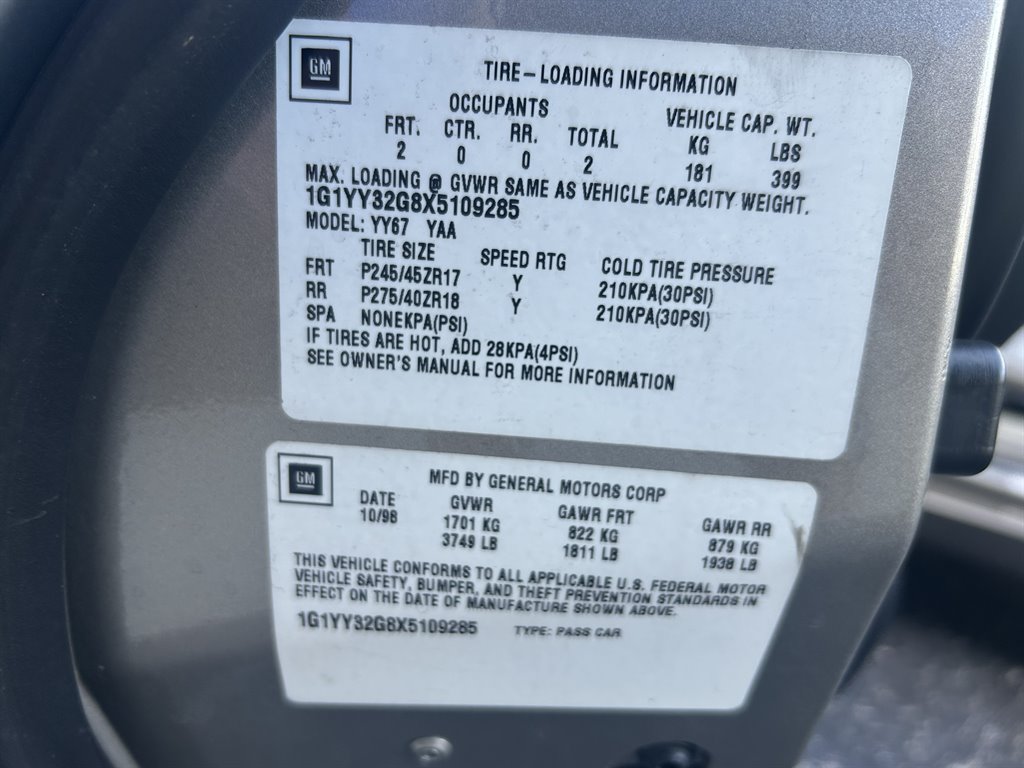 GM
TIRE-LOADING INFORMATION
OCCUPANTS VEHICLE CAP. WT.
FRT. CTR. RR. TOTAL KG LBS
2 0 0 2 181 399
MAX. LOADING @ GVWR SAME AS VEHICLE CAPACITY WEIGHT.
1G1YY32G8X5109285
MODEL: YY67 YAA
TIRE SIZE SPEED RTG COLD TIRE PRESSURE
FRT P245/45ZR17 Y 210KPA(30PSI)
RR P275/40ZR18 Y 210KPA(30PSI)
SPA NONEKPA(PSI)
IF TIRES ARE HOT, ADD 28KPA(4PSI)
SEE OWNER'S MANUAL FOR MORE INFORMATION
GM
MFD BY GENERAL MOTORS CORP
DATE GVWR GAWR FRT GAWR RR
10/98 1701 KG 822 KG 879 KG
3749 LB 1811 LB 1938 LB
THIS VEHICLE CONFORMS TO ALL APPLICABLE U.S. FEDERAL MOTOR
VEHICLE SAFETY, BUMPER, AND THEFT PREVENTION STANDARDS IN
EFFECT ON THE DATE OF MANUFACTURE SHOWN ABOVE.
1G1YY32G8X5109285 TYPE: PASS CAR